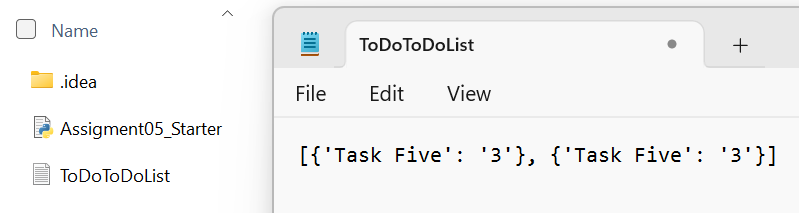 Name
.idea
Assigment05_Starter
ToDoToDoList
ToDoToDoList
File Edit View
[{'Task Five': '3'}, {'Task Five': '3'}]